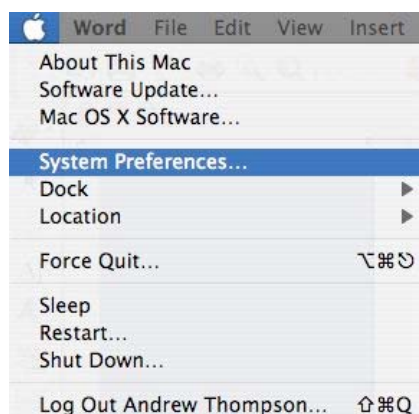 Word File Edit View Insert
About This Mac
Software Update...
Mac OS X Software...
System Preferences...
Dock
Location
Force Quit... ⌥⌘⎋
Sleep
Restart...
Shut Down...
Log Out Andrew Thompson... ⇧⌘Q